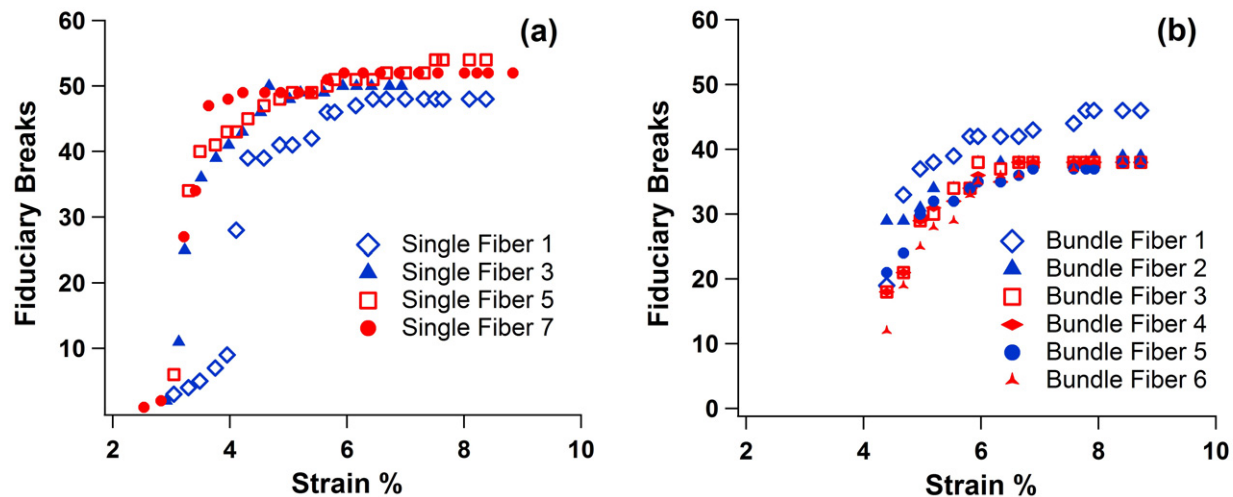 (a)
Fiduciary Breaks
60
50
40
30
20
10
2
4
6
8
10
Strain %
Single Fiber 1
Single Fiber 3
Single Fiber 5
Single Fiber 7
(b)
Fiduciary Breaks
60
50
40
30
20
10
0
2
4
6
8
10
Strain %
Bundle Fiber 1
Bundle Fiber 2
Bundle Fiber 3
Bundle Fiber 4
Bundle Fiber 5
Bundle Fiber 6